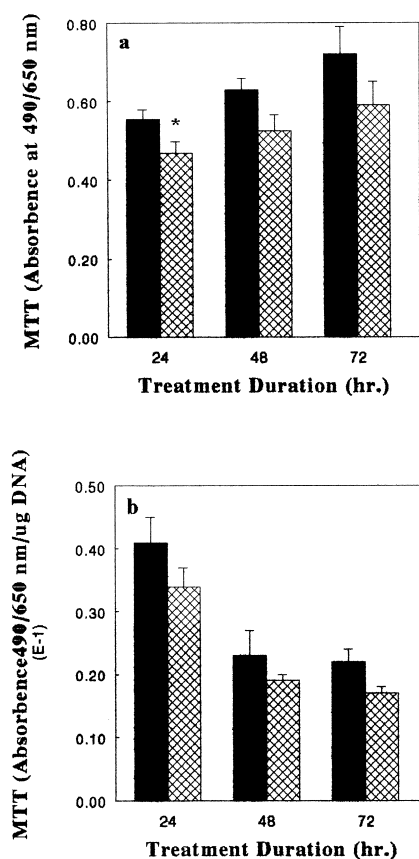 a
MTT (Absorbence at 490/650 nm)
0.80
0.60
0.40
0.20
0.00
*
24 48 72
Treatment Duration (hr.)
b
MTT (Absorbence490/650 nm/ug DNA)
(E-1)
0.50
0.40
0.30
0.20
0.10
0.00
24 48 72
Treatment Duration (hr.)